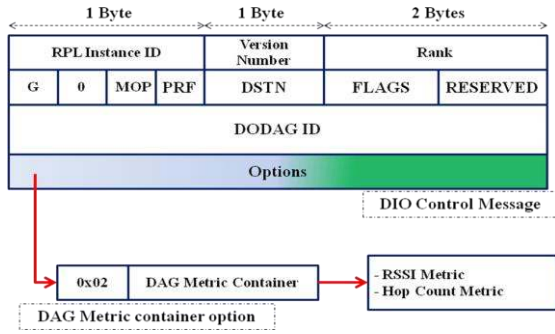 1 Byte 1 Byte 2 Bytes
RPL Instance ID Version Number Rank
G 0 MOP PRF DSTN FLAGS RESERVED
DODAG ID
Options
DIO Control Message
0x02 DAG Metric Container
- RSSI Metric
- Hop Count Metric
DAG Metric container option